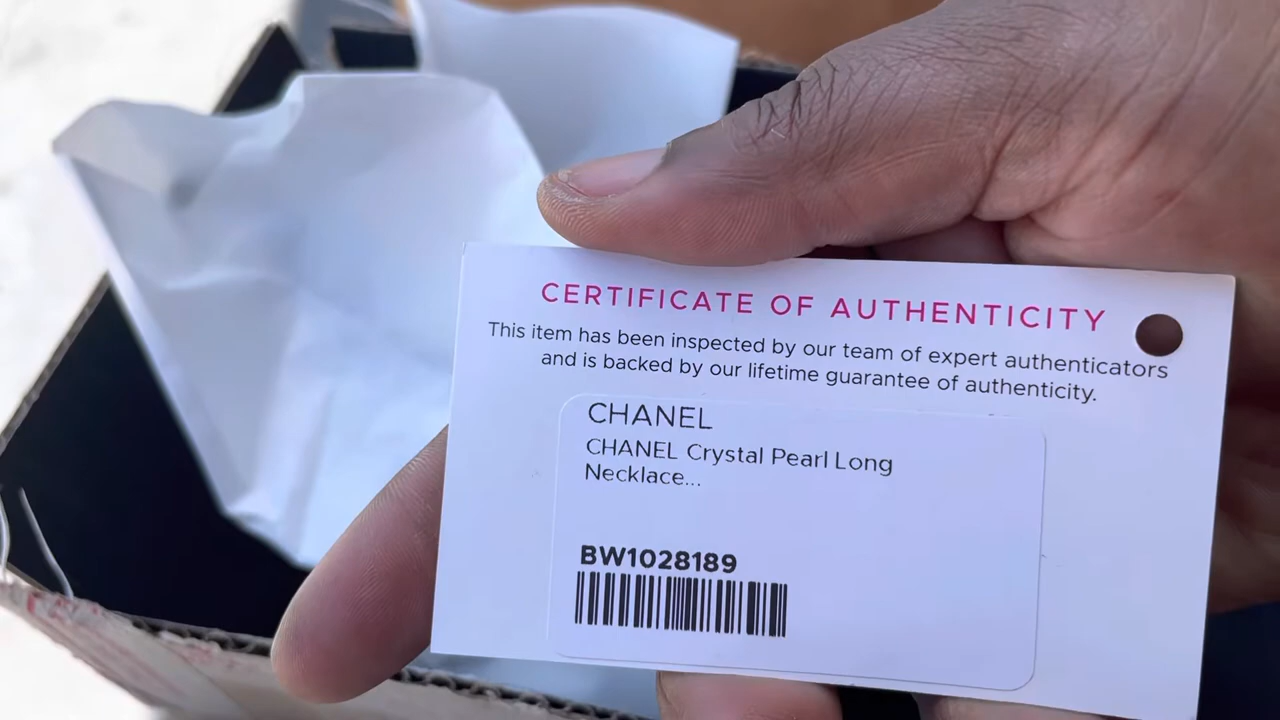 CERTIFICATE OF AUTHENTICITY
This item has been inspected by our team of expert authenticators
and is backed by our lifetime guarantee of authenticity.
CHANEL
CHANEL Crystal Pearl Long
Necklace...
BW1028189